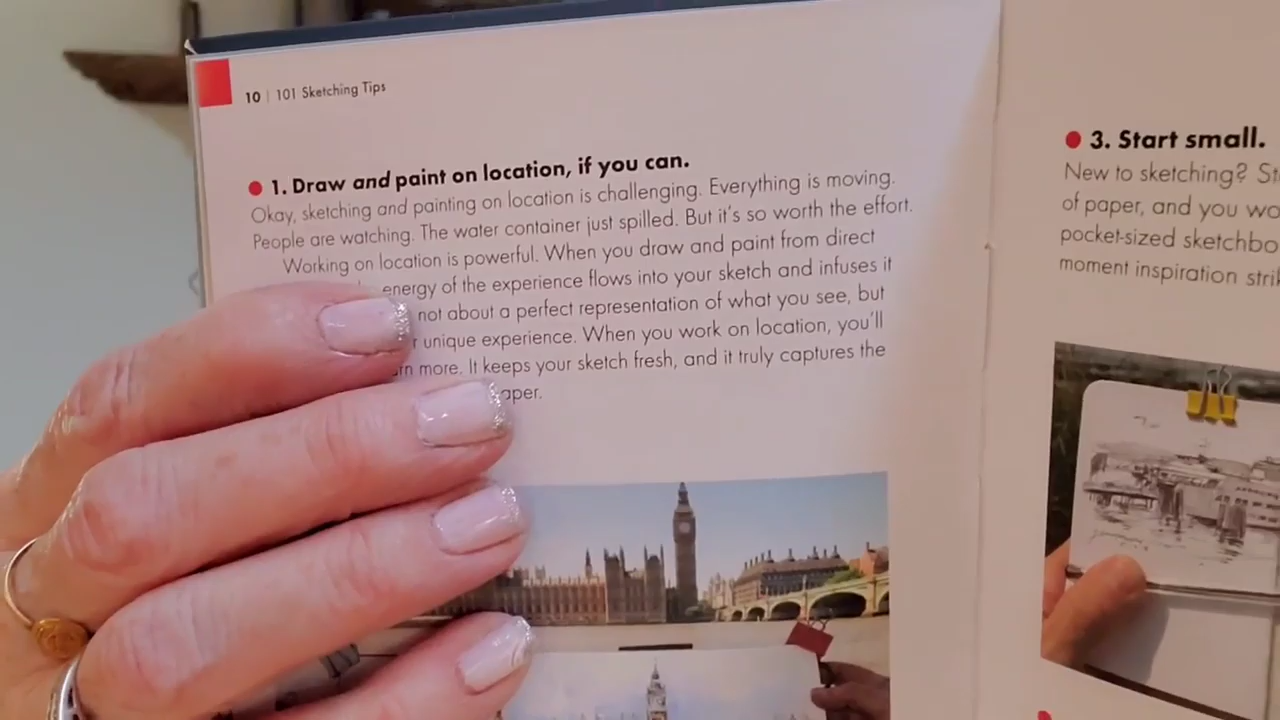 10 | 101 Sketching Tips
1. Draw and paint on location, if you can.
Okay, sketching and painting on location is challenging. Everything is moving.
People are watching. The water container just spilled. But it's so worth the effort.
Working on location is powerful. When you draw and paint from direct
energy of the experience flows into your sketch and infuses it
not about a perfect representation of what you see, but
unique experience. When you work on location, you'll
more. It keeps your sketch fresh, and it truly captures the
3. Start small.
New to sketching?
of paper, and you
pocket-sized
moment inspiration